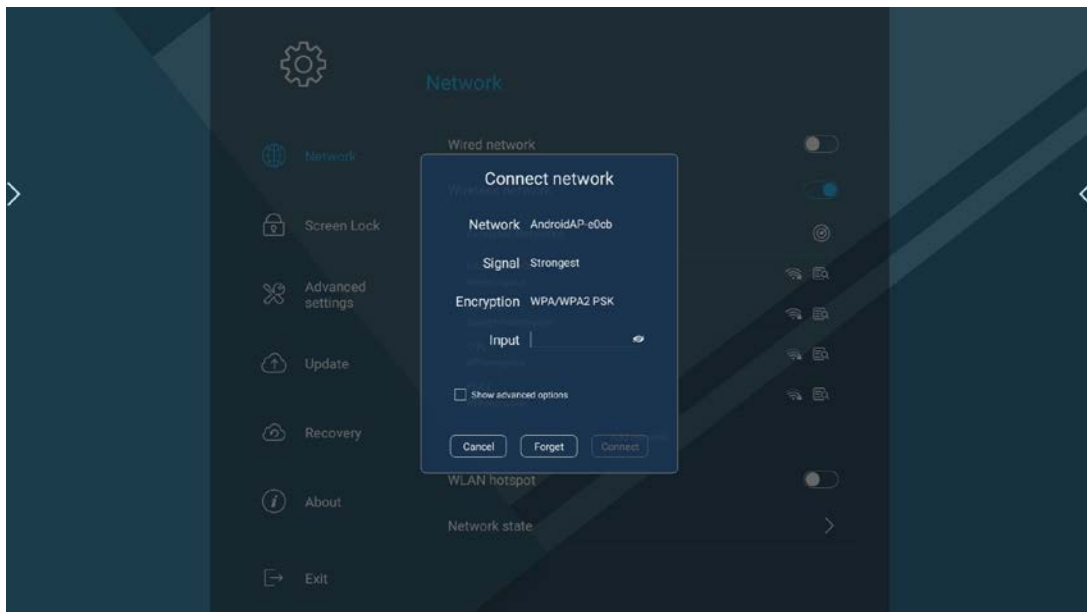 Network
Network
Screen Lock
Advanced
settings
Update
Recovery
About
Exit
Wired network
Connect network
Network AndroidAP-e0cb
Signal Strongest
Encryption WPA/WPA2 PSK
Input
Show advanced options
Cancel Forget Connect
WLAN hotspot
Network state